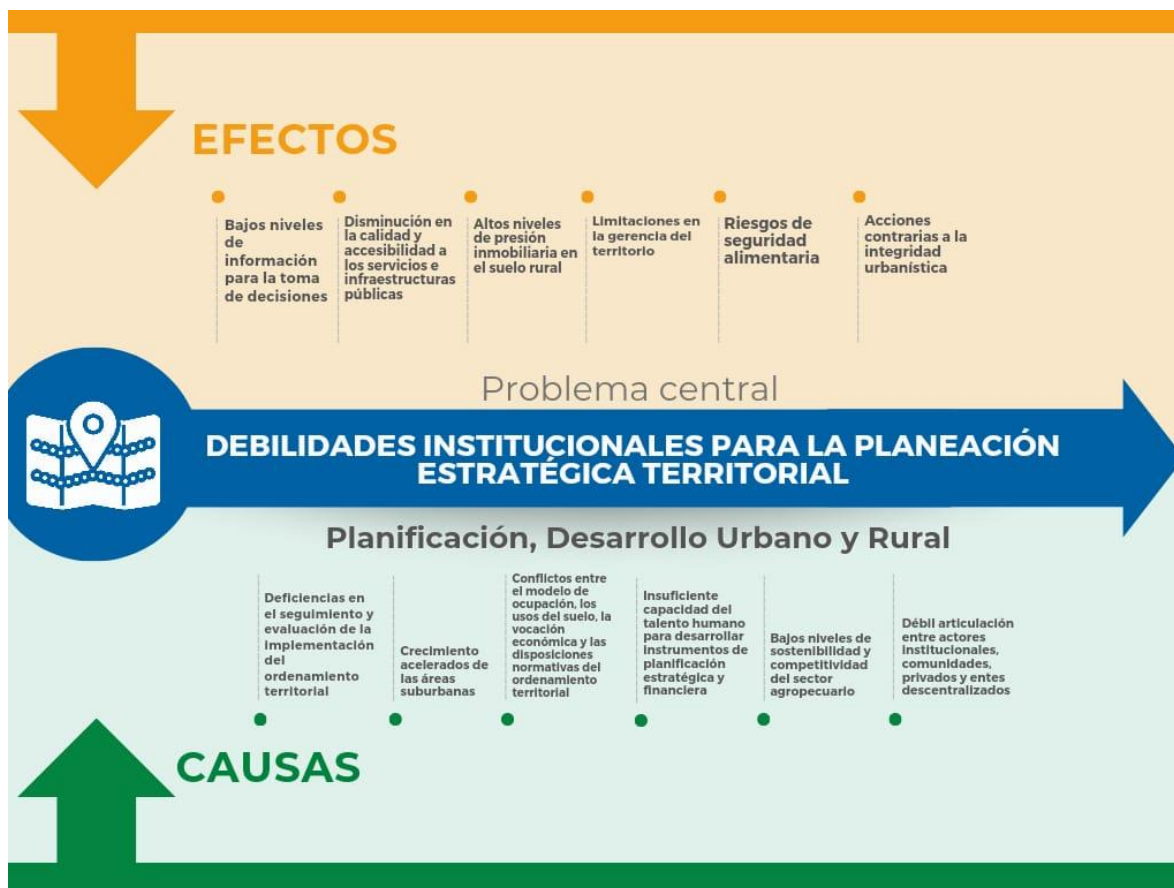 EFECTOS
Bajos niveles
de
información
para la toma
de decisiones
Disminución en
la calidad y
accesibilidad a
los servicios e
infraestructuras
públicas
Altos niveles
de presión
inmobiliaria en
el suelo rural
Limitaciones en
la gerencia del
territorio
Riesgos de
seguridad
alimentaria
Acciones
contrarias a la
integridad
urbanística
Problema central
DEBILIDADES INSTITUCIONALES PARA LA PLANEACIÓN
ESTRATÉGICA TERRITORIAL
Planificación, Desarrollo Urbano y Rural
Deficiencias en
el seguimiento y
evaluación de la
implementación
del
ordenamiento
territorial
Crecimiento
acelerados de
las áreas
suburbanas
Conflictos entre
el modelo de
ocupación, los
usos del suelo, la
vocación
económica y las
disposiciones
normativas del
ordenamiento
territorial
Insuficiente
capacidad del
talento humano
para desarrollar
instrumentos de
planificación
estratégica y
financiera
Bajos niveles de
sostenibilidad y
competitividad
del sector
agropecuario
Débil articulación
entre actores
institucionales,
comunidades,
privados y entes
descentralizados
CAUSAS